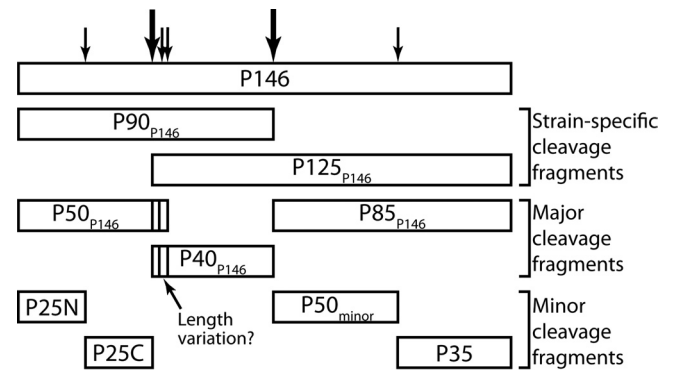 P146
P90P146
Strain-specific
cleavage
fragments
P125P146
P50P146
P85P146
Major
cleavage
fragments
P40P146
Length
variation?
P25N
P50minor
Minor
cleavage
fragments
P25C
P35